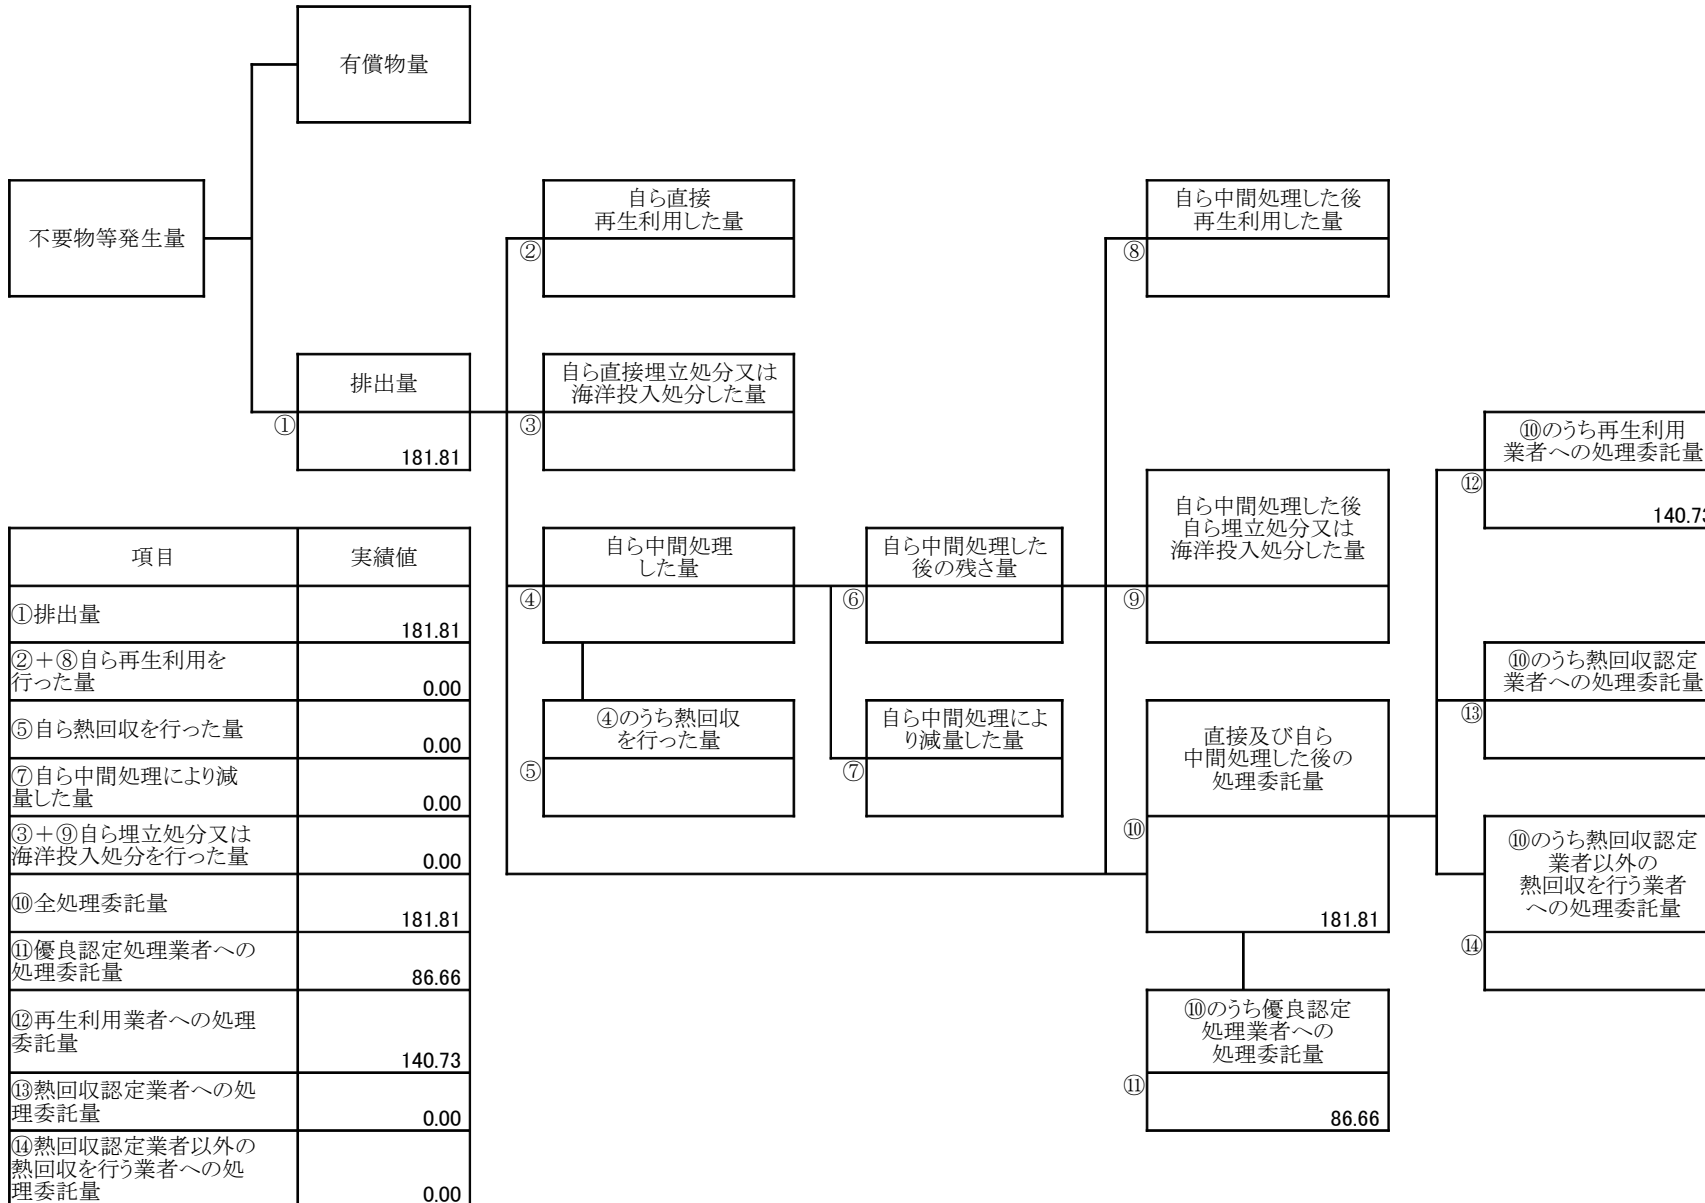 有償物量
不要物等発生量
自ら直接
再生利用した量
②
自ら中間処理した後
再生利用した量
⑧
排出量
①
181.81
自ら直接埋立処分又は
海洋投入処分した量
③
⑩のうち再生利用
業者への処理委託量
⑫
140.73
自ら中間処理した後
自ら埋立処分又は
海洋投入処分した量
⑨
自ら中間処理
した量
④
自ら中間処理した
後の残さ量
⑥
④のうち熱回収
を行った量
⑤
自ら中間処理によ
り減量した量
⑦
直接及び自ら
中間処理した後の
処理委託量
⑩
181.81
⑩のうち熱回収認定
業者への処理委託量
⑬
⑩のうち熱回収認定
業者以外の
熱回収を行う業者
への処理委託量
⑭
⑩のうち優良認定
処理業者への
処理委託量
⑪
86.66
項目 実績値
①排出量
181.81
②+⑧自ら再生利用を
行った量
0.00
⑤自ら熱回収を行った量
0.00
⑦自ら中間処理により減
量した量
0.00
③+⑨自ら埋立処分又は
海洋投入処分を行った量
0.00
⑩全処理委託量
181.81
⑪優良認定処理業者への
処理委託量
86.66
⑫再生利用業者への処理
委託量
140.73
⑬熱回収認定業者への処
理委託量
0.00
⑭熱回収認定業者以外の
熱回収を行う業者への処
理委託量
0.00